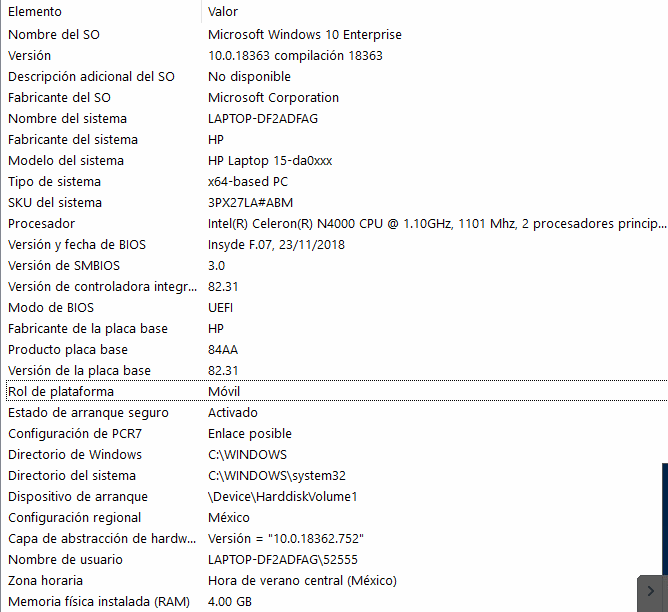 Elemento Valor
Nombre del SO Microsoft Windows 10 Enterprise
Versión 10.0.18363 compilación 18363
Descripción adicional del SO No disponible
Fabricante del SO Microsoft Corporation
Nombre del sistema LAPTOP-DF2ADFAG
Fabricante del sistema HP
Modelo del sistema HP Laptop 15-da0xxx
Tipo de sistema x64-based PC
SKU del sistema 3PX27LA#ABM
Procesador Intel(R) Celeron(R) N4000 CPU @ 1.10GHz, 1101 Mhz, 2 procesadores princip...
Versión y fecha de BIOS Insyde F.07, 23/11/2018
Versión de SMBIOS 3.0
Versión de controladora integr... 82.31
Modo de BIOS UEFI
Fabricante de la placa base HP
Producto placa base 84AA
Versión de la placa base 82.31
Rol de plataforma Móvil
Estado de arranque seguro Activado
Configuración de PCR7 Enlace posible
Directorio de Windows C:\WINDOWS
Directorio del sistema C:\WINDOWS\system32
Dispositivo de arranque \Device\HarddiskVolume1
Configuración regional México
Capa de abstracción de hardw... Versión = "10.0.18362.752"
Nombre de usuario LAPTOP-DF2ADFAG\52555
Zona horaria Hora de verano central (México)
Memoria física instalada (RAM) 4.00 GB